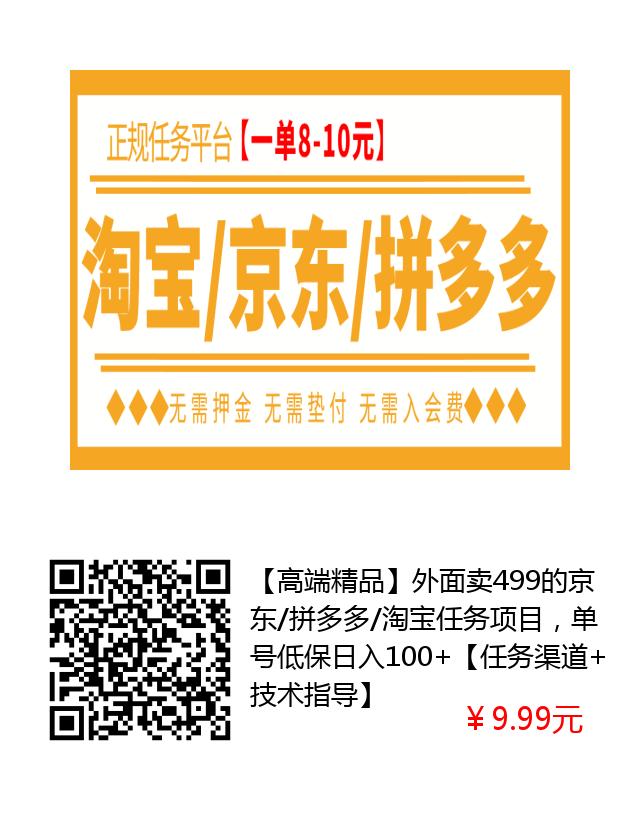 正规任务平台【一单8-10元】
淘宝/京东/拼多多
♦♦♦无需押金 无需垫付 无需入会费♦♦♦
【高端精品】外面卖499的京
东/拼多多/淘宝任务项目，单
号低保日入100+【任务渠道+
技术指导】
￥9.99元